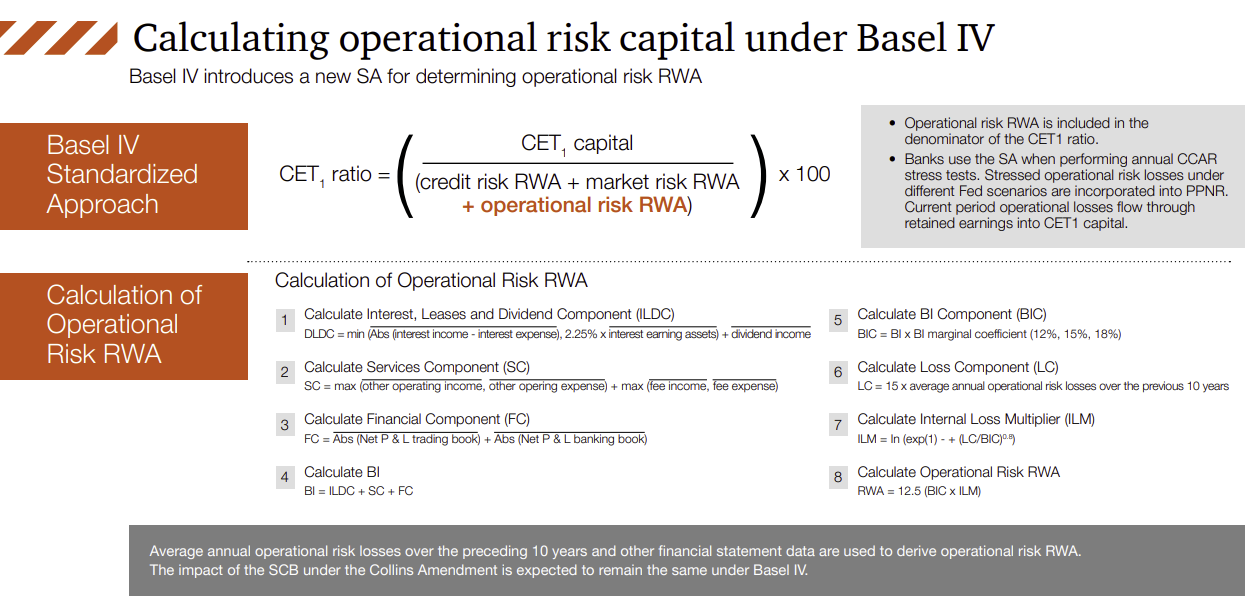 Calculating operational risk capital under Basel IV
Basel IV introduces a new SA for determining operational risk RWA
Basel IV
Standardized
Approach
CET1 ratio = ( CET1 capital
(credit risk RWA + market risk RWA
+ operational risk RWA) ) x 100
• Operational risk RWA is included in the
denominator of the CET1 ratio.
• Banks use the SA when performing annual CCAR
stress tests. Stressed operational risk losses under
different Fed scenarios are incorporated into PPNR.
Current period operational losses flow through
retained earnings into CET1 capital.
Calculation of
Operational
Risk RWA
Calculation of Operational Risk RWA
1 Calculate Interest, Leases and Dividend Component (ILDC)
DLDC = min (Abs (interest income - interest expense), 2.25% x interest earning assets) + dividend income
2 Calculate Services Component (SC)
SC = max (other operating income, other opering expense) + max (fee income, fee expense)
3 Calculate Financial Component (FC)
FC = Abs (Net P & L trading book) + Abs (Net P & L banking book)
4 Calculate BI
BI = ILDC + SC + FC
5 Calculate BI Component (BIC)
BIC = BI x BI marginal coefficient (12%, 15%, 18%)
6 Calculate Loss Component (LC)
LC = 15 x average annual operational risk losses over the previous 10 years
7 Calculate Internal Loss Multiplier (ILM)
ILM = ln (exp(1) - + (LC/BIC)0.8)
8 Calculate Operational Risk RWA
RWA = 12.5 (BIC x ILM)
Average annual operational risk losses over the preceding 10 years and other financial statement data are used to derive operational risk RWA.
The impact of the SCB under the Collins Amendment is expected to remain the same under Basel IV.